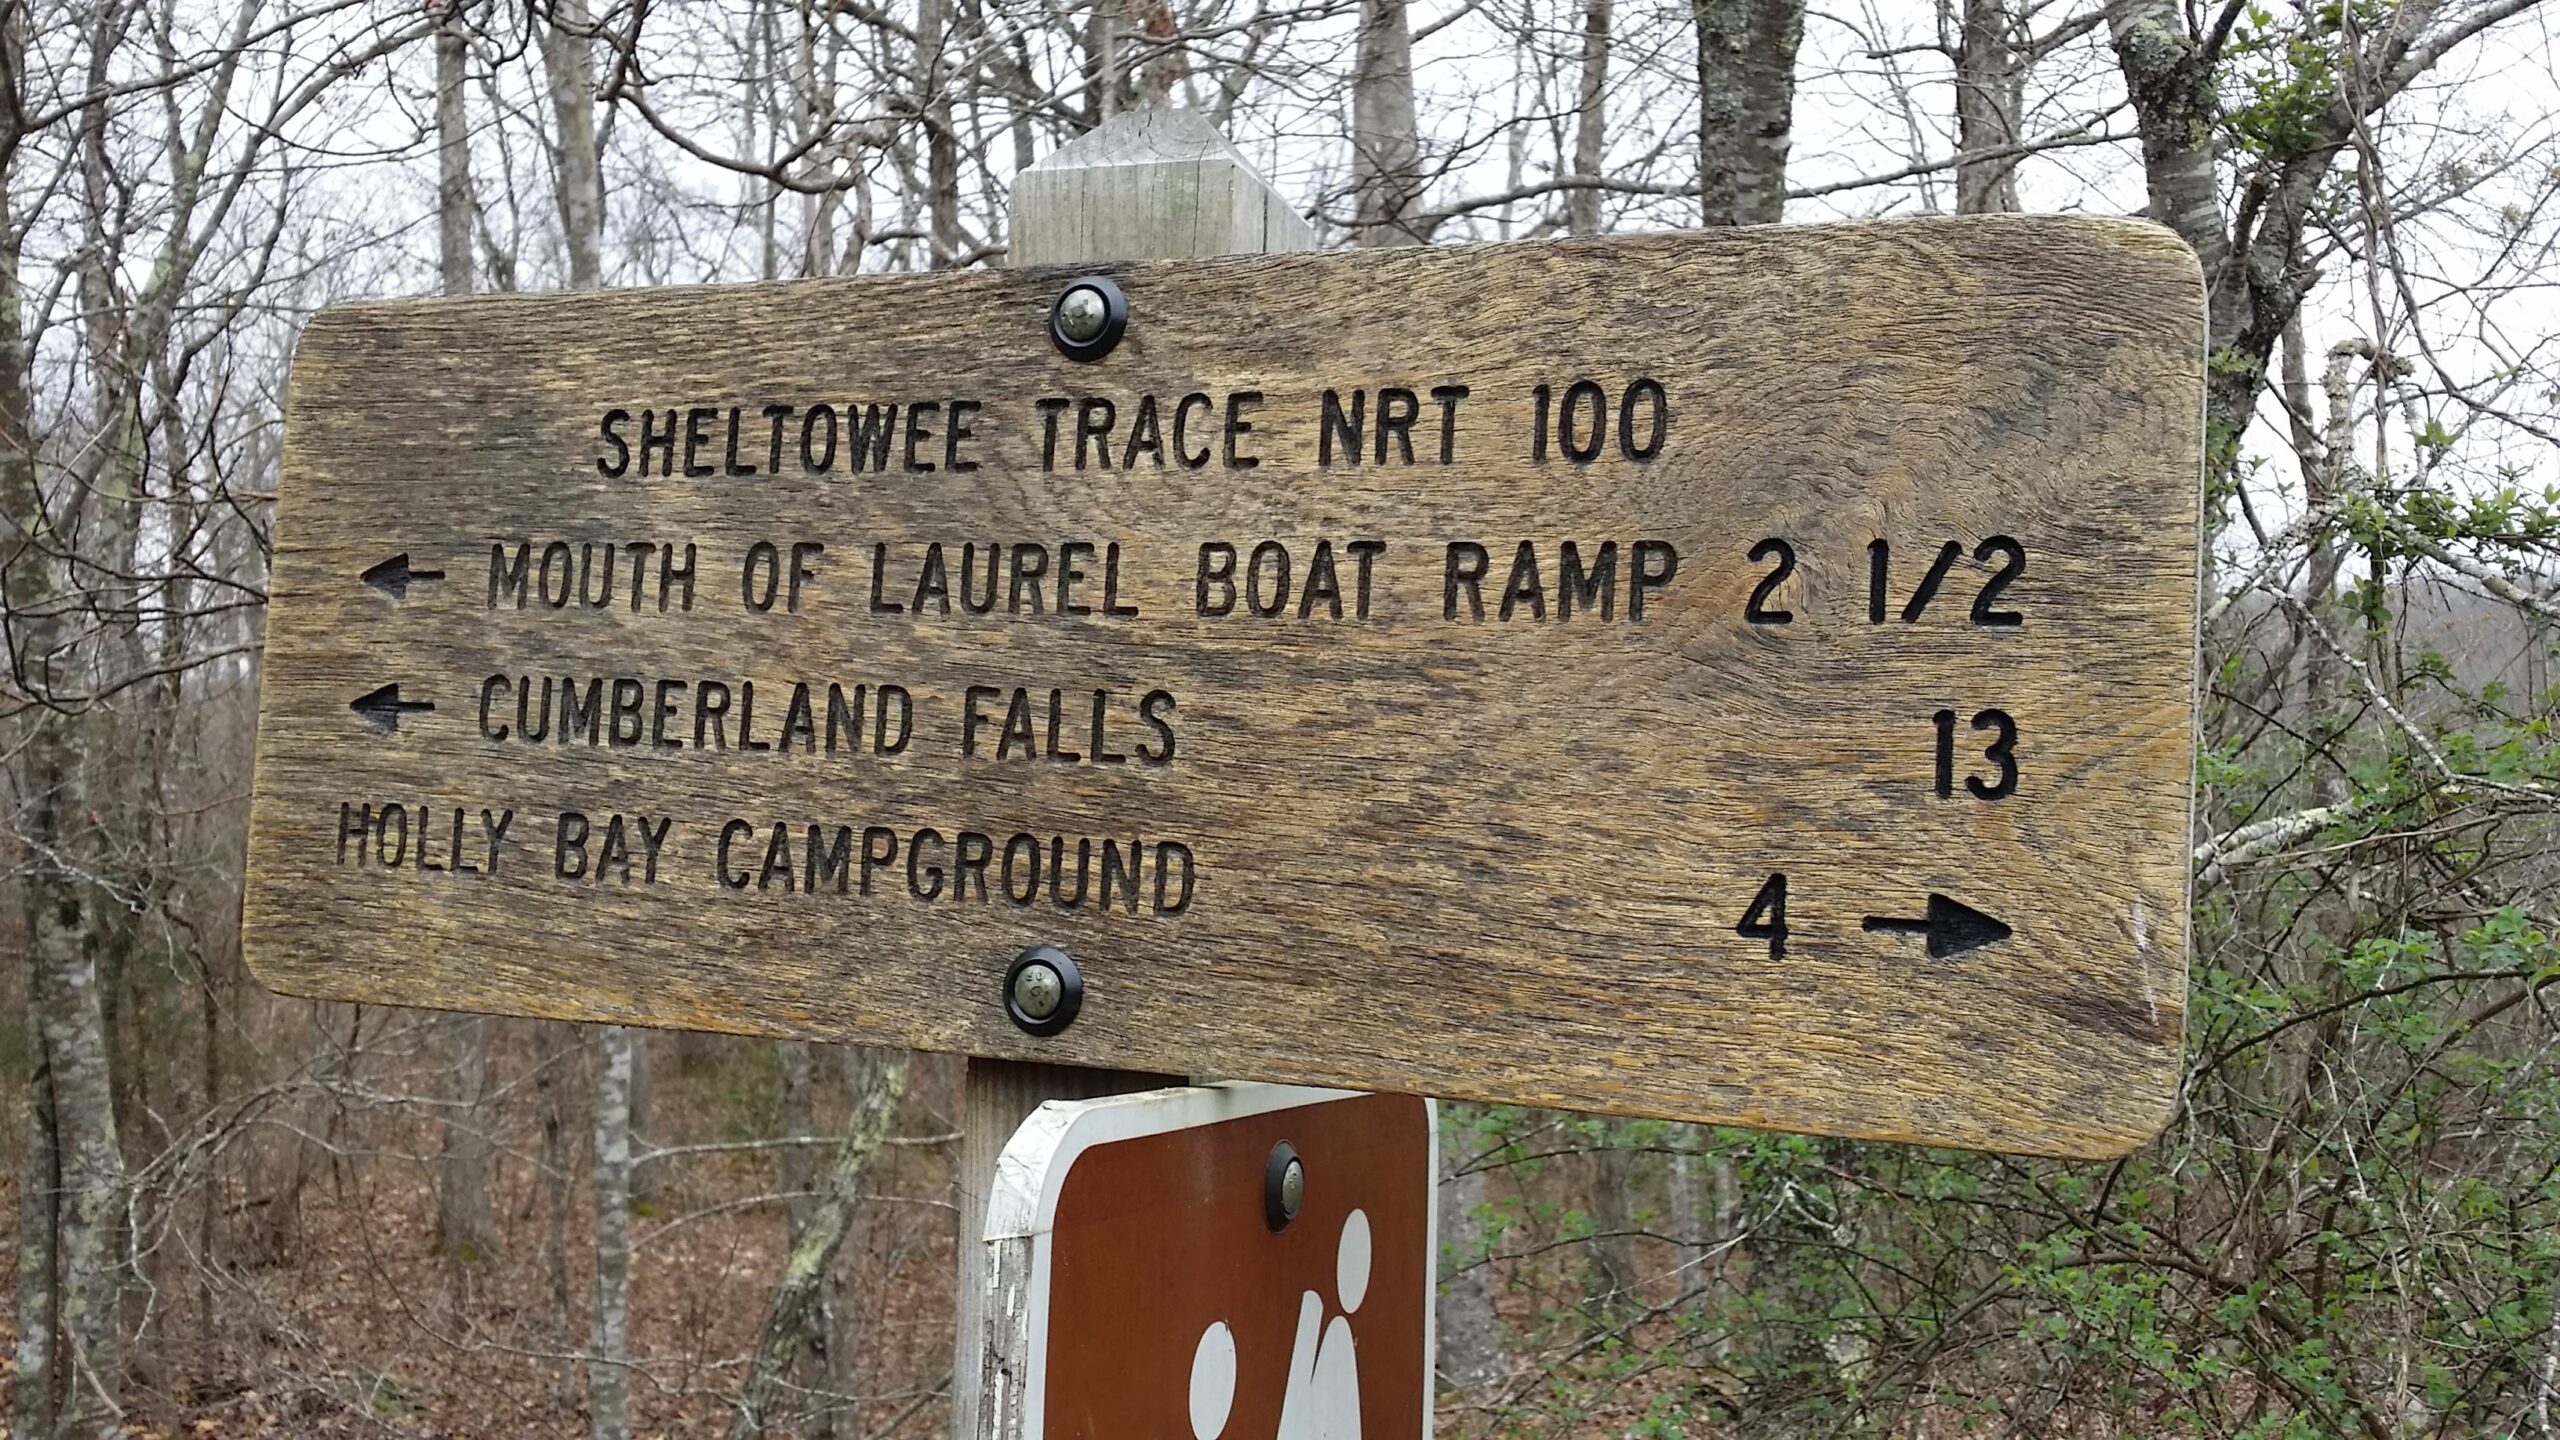 SHELTOWEE TRACE NRT 100
← MOUTH OF LAUREL BOAT RAMP 2 1/2
← CUMBERLAND FALLS 13
HOLLY BAY CAMPGROUND 4 →